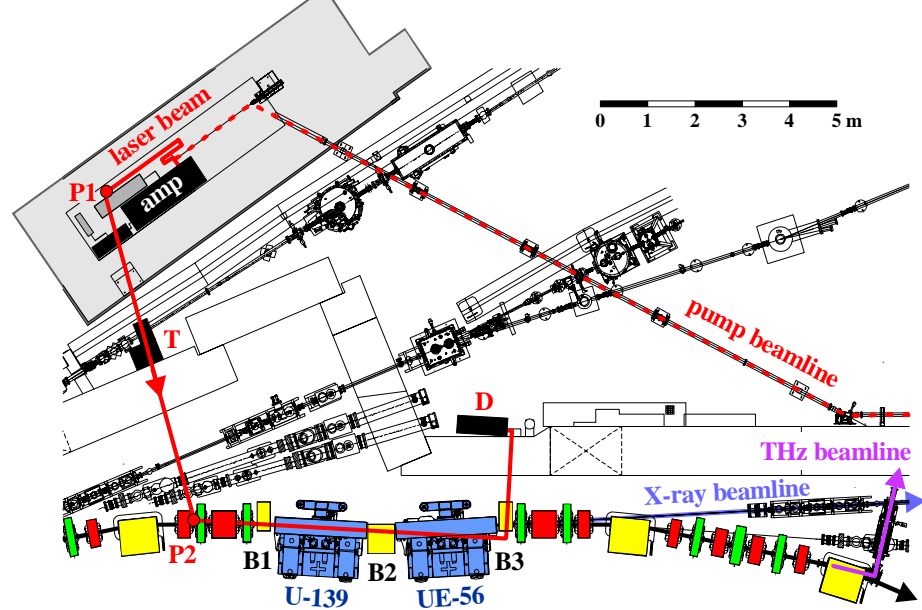 laser beam
P1
amp
0 1 2 3 4 5 m
T
pump beamline
D
THz beamline
X-ray beamline
P2
B1
B2
B3
U-139
UE-56